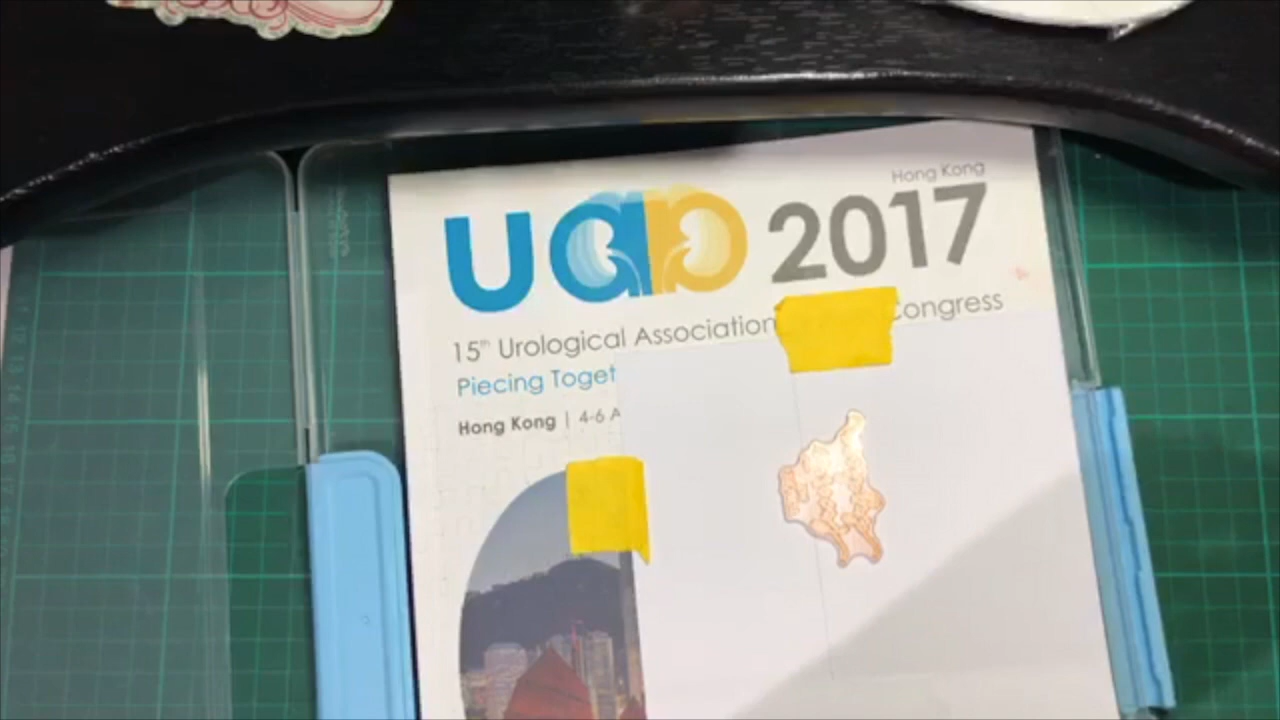 Hong Kong
uaa 2017
15th Urological Association Congress
Piecing Toget
Hong Kong | 4-6 A